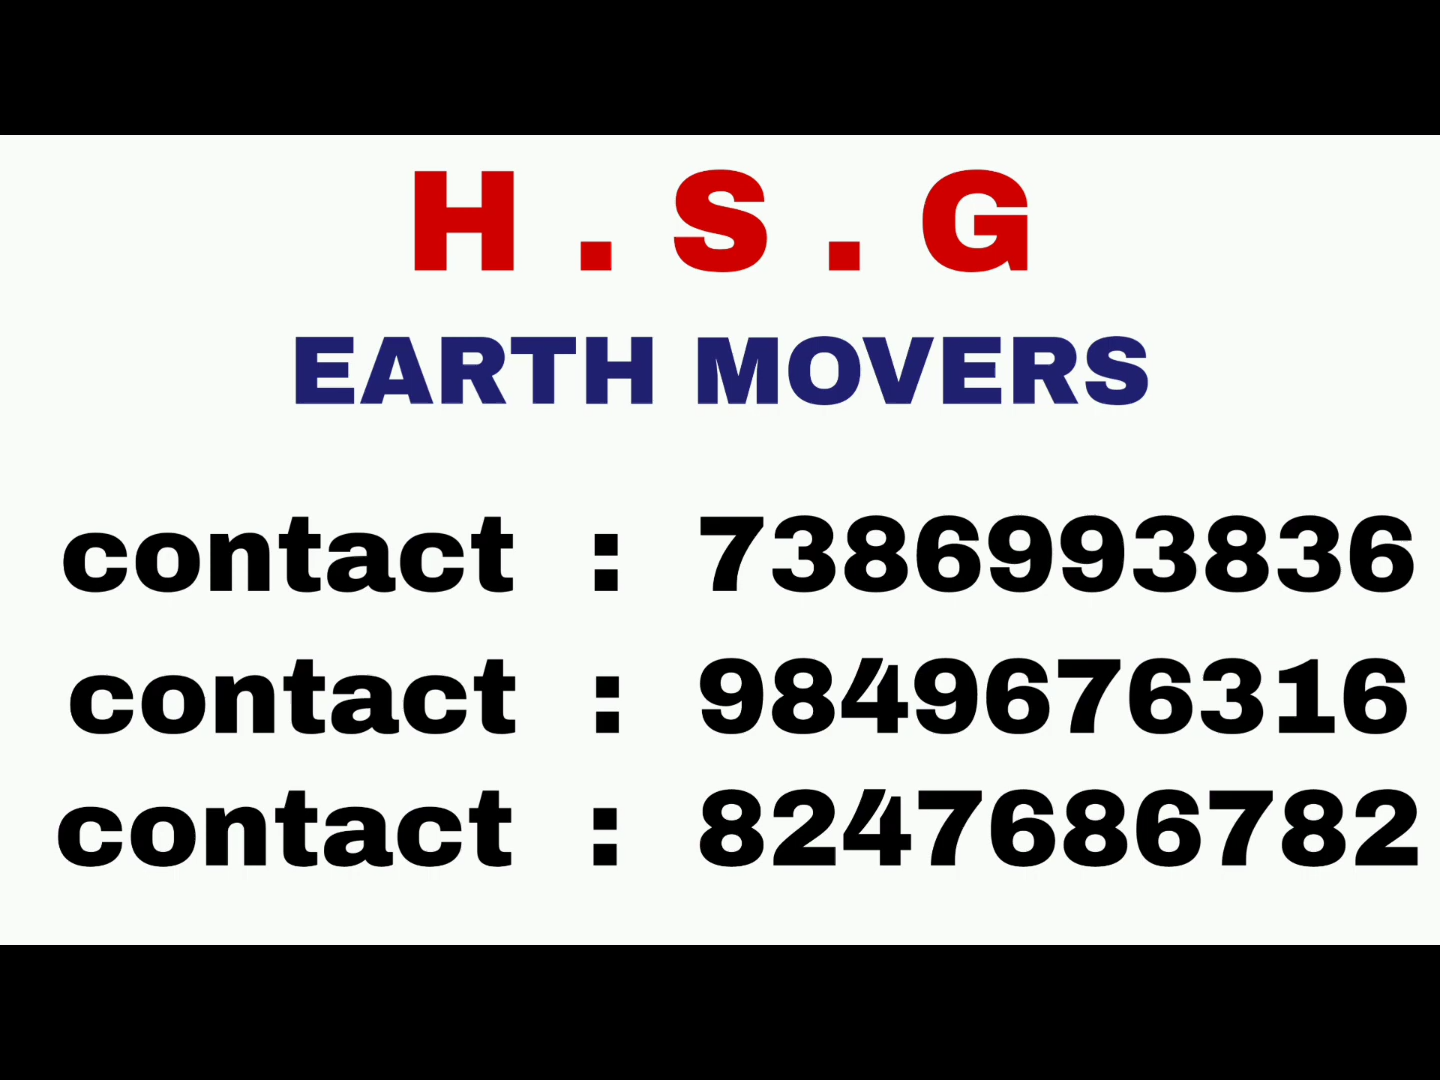 H . S . G
EARTH MOVERS
contact : 7386993836
contact : 9849676316
contact : 8247686782